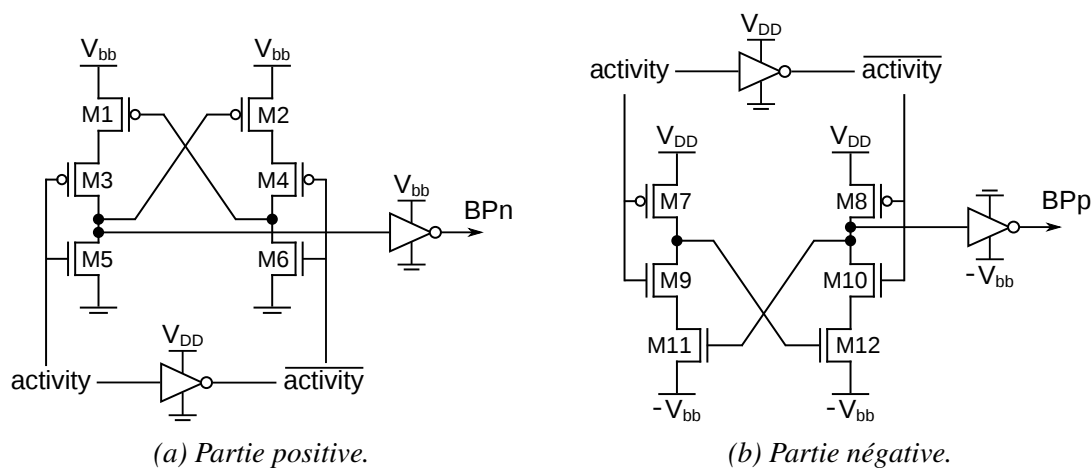 V_bb V_bb
M1 M2
M3 M4
V_bb
BPn
M5 M6
V_DD
activity activity
(a) Partie positive.
V_DD
activity activity
V_DD V_DD
M7 M8
BPp
M9 M10
-V_bb
M11 M12
-V_bb -V_bb
(b) Partie négative.